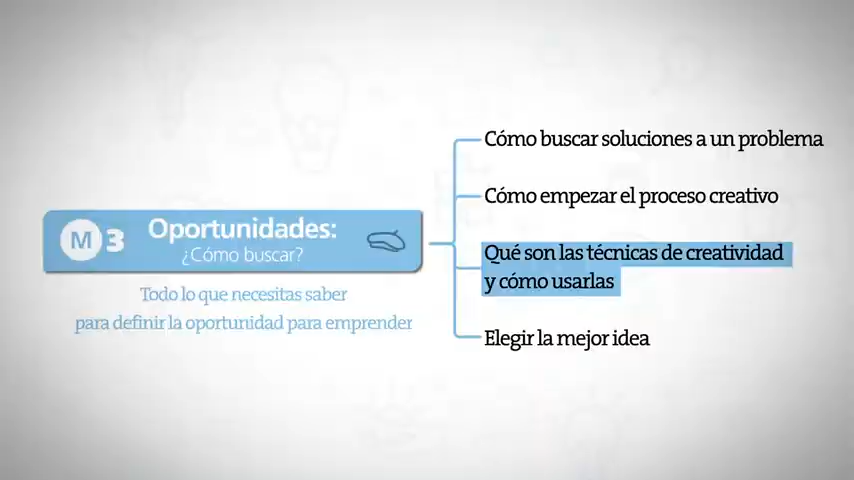 M 3
Oportunidades:
¿Cómo buscar?
Todo lo que necesitas saber
para definir la oportunidad para emprender
Cómo buscar soluciones a un problema
Cómo empezar el proceso creativo
Qué son las técnicas de creatividad
y cómo usarlas
Elegir la mejor idea